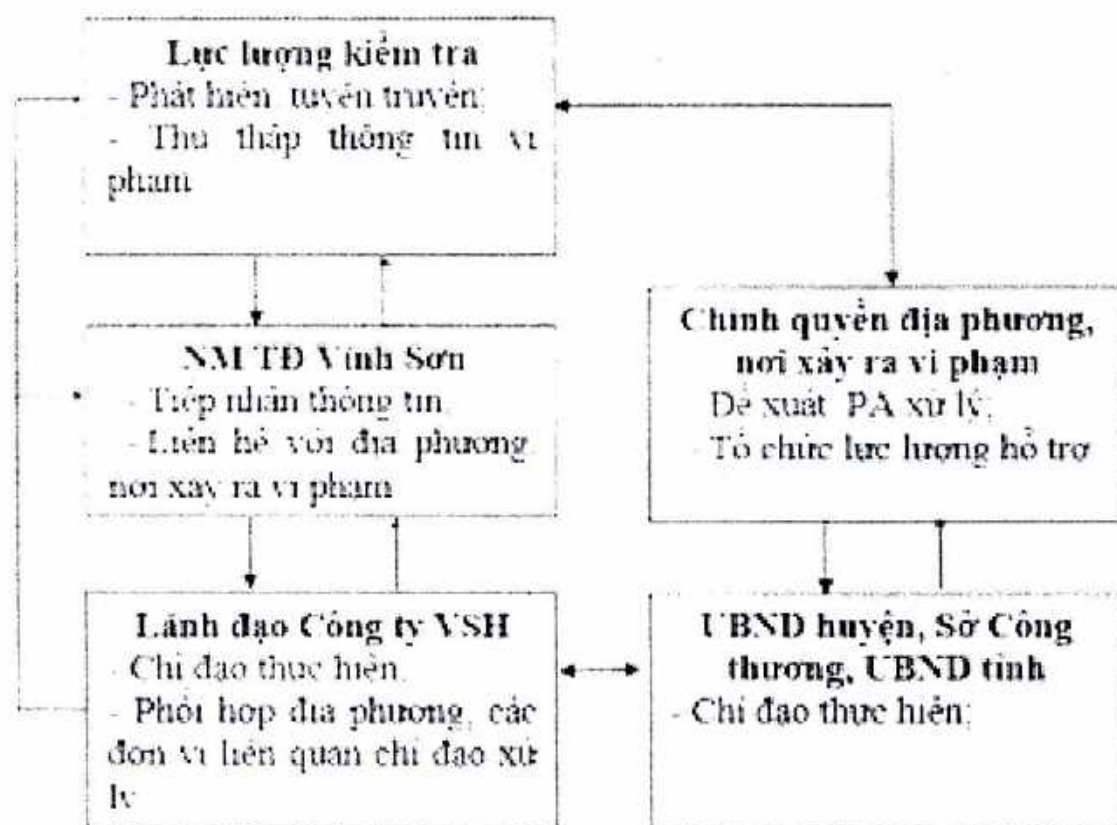 Lực lượng kiểm tra
- Phát hiện, tuyên truyền;
- Thu thập thông tin vi
phạm
NM TĐ Vĩnh Sơn
- Tiếp nhận thông tin,
- Liên hệ với địa phương
nơi xảy ra vi phạm
Lãnh đạo Công ty VSH
- Chỉ đạo thực hiện,
- Phối hợp địa phương, các
đơn vị liên quan chỉ đạo xử
lý
Chính quyền địa phương,
nơi xảy ra vi phạm
Đề xuất PA xử lý;
- Tổ chức lực lượng hỗ trợ
UBND huyện, Sở Công
thương, UBND tỉnh
- Chỉ đạo thực hiện;